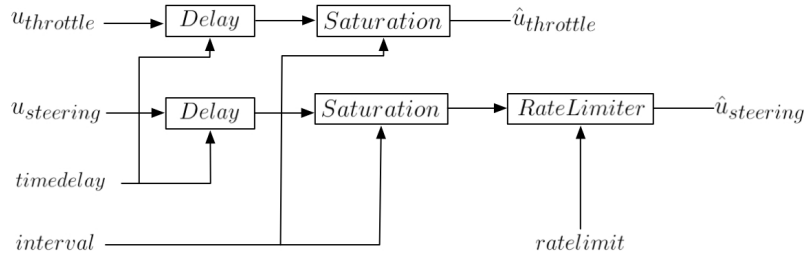 u_throttle Delay Saturation û_throttle
u_steering Delay Saturation RateLimiter û_steering
timedelay
interval ratelimit